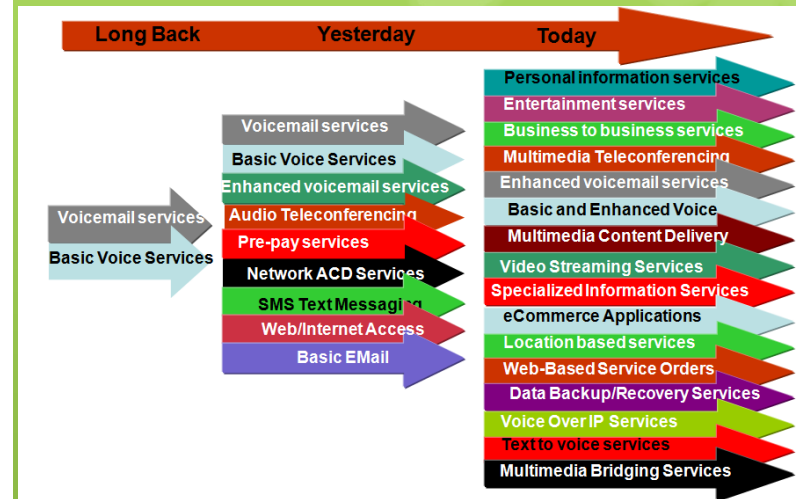 Long Back Yesterday Today
Voicemail services
Basic Voice Services
Voicemail services
Basic Voice Services
Enhanced voicemail services
Audio Teleconferencing
Pre-pay services
Network ACD Services
SMS Text Messaging
Web/Internet Access
Basic EMail
Personal information services
Entertainment services
Business to business services
Multimedia Teleconferencing
Enhanced voicemail services
Basic and Enhanced Voice
Multimedia Content Delivery
Video Streaming Services
Specialized Information Services
eCommerce Applications
Location based services
Web-Based Service Orders
Data Backup/Recovery Services
Voice Over IP Services
Text to voice services
Multimedia Bridging Services